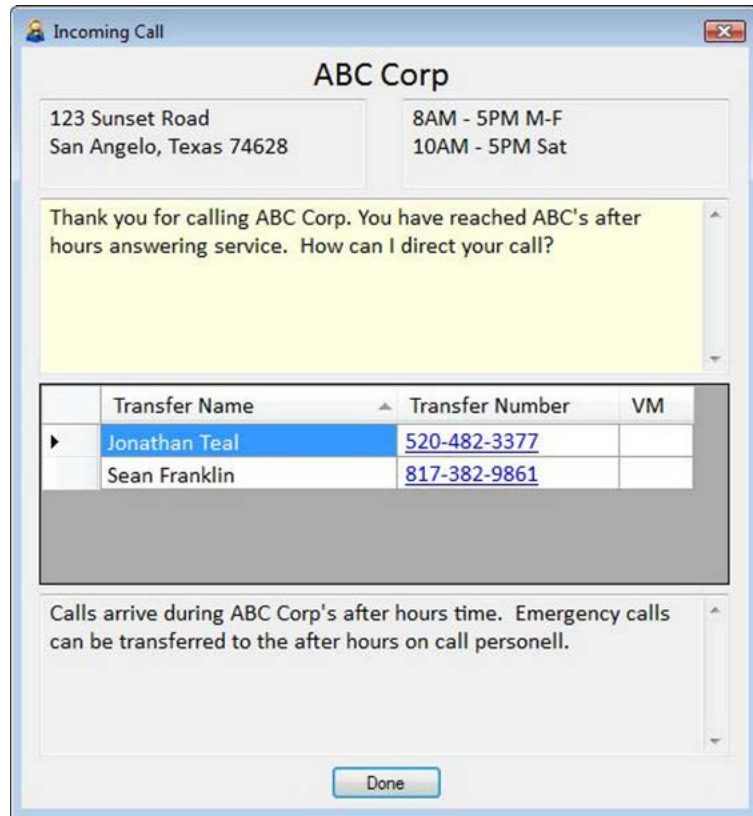 Incoming Call
ABC Corp
123 Sunset Road
San Angelo, Texas 74628
8AM - 5PM M-F
10AM - 5PM Sat
Thank you for calling ABC Corp. You have reached ABC's after
hours answering service.  How can I direct your call?
Transfer Name Transfer Number VM
Jonathan Teal 520-482-3377
Sean Franklin 817-382-9861
Calls arrive during ABC Corp's after hours time.  Emergency calls
can be transferred to the after hours on call personell.
Done